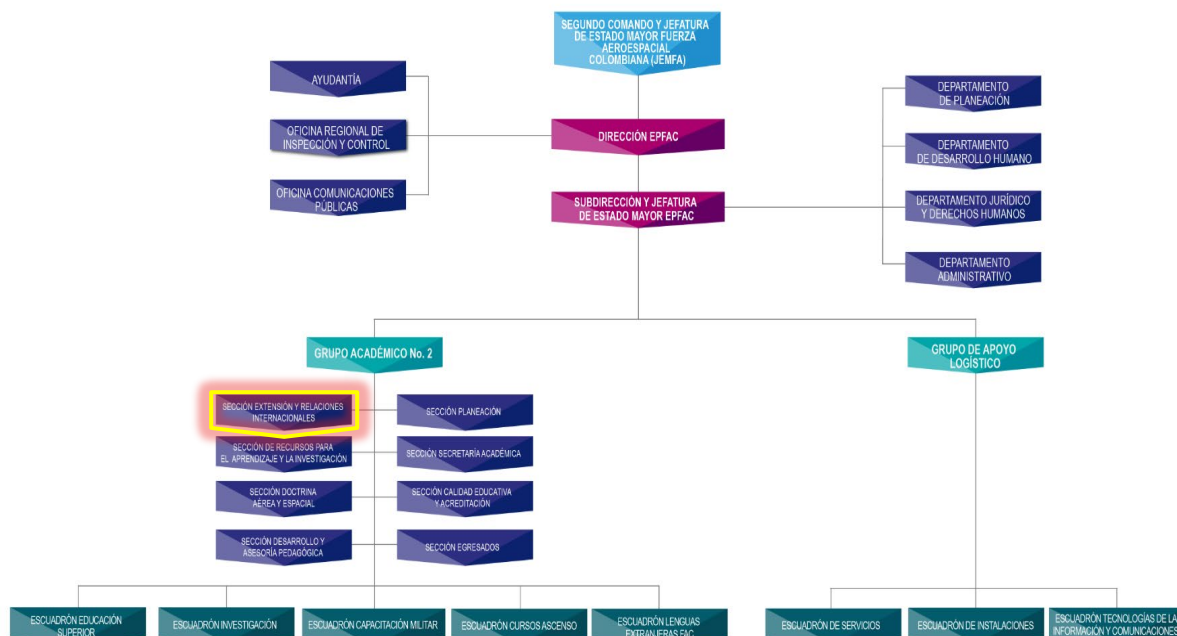 SEGUNDO COMANDO Y JEFATURA
DE ESTADO MAYOR FUERZA
AEROESPACIAL
COLOMBIANA (JEMFA)
AYUDANTÍA
OFICINA REGIONAL DE
INSPECCIÓN Y CONTROL
OFICINA COMUNICACIONES
PÚBLICAS
DIRECCIÓN EPFAC
SUBDIRECCIÓN Y JEFATURA
DE ESTADO MAYOR EPFAC
DEPARTAMENTO
DE PLANEACIÓN
DEPARTAMENTO
DE DESARROLLO HUMANO
DEPARTAMENTO JURÍDICO
Y DERECHOS HUMANOS
DEPARTAMENTO
ADMINISTRATIVO
GRUPO ACADÉMICO No. 2
GRUPO DE APOYO
LOGÍSTICO
SECCIÓN EXTENSIÓN Y RELACIONES
INTERNACIONALES
SECCIÓN PLANEACIÓN
SECCIÓN DE RECURSOS PARA
EL APRENDIZAJE Y LA INVESTIGACIÓN
SECCIÓN SECRETARÍA ACADÉMICA
SECCIÓN DOCTRINA
AÉREA Y ESPACIAL
SECCIÓN CALIDAD EDUCATIVA
Y ACREDITACIÓN
SECCIÓN DESARROLLO Y
ASESORÍA PEDAGÓGICA
SECCIÓN EGRESADOS
ESCUADRÓN EDUCACIÓN
SUPERIOR
ESCUADRÓN INVESTIGACIÓN
ESCUADRÓN CAPACITACIÓN MILITAR
ESCUADRÓN CURSOS ASCENSO
ESCUADRÓN LENGUAS
EXTRANJERAS FAC
ESCUADRÓN DE SERVICIOS
ESCUADRÓN DE INSTALACIONES
ESCUADRÓN TECNOLOGÍAS DE LA
INFORMACIÓN Y COMUNICACIONES